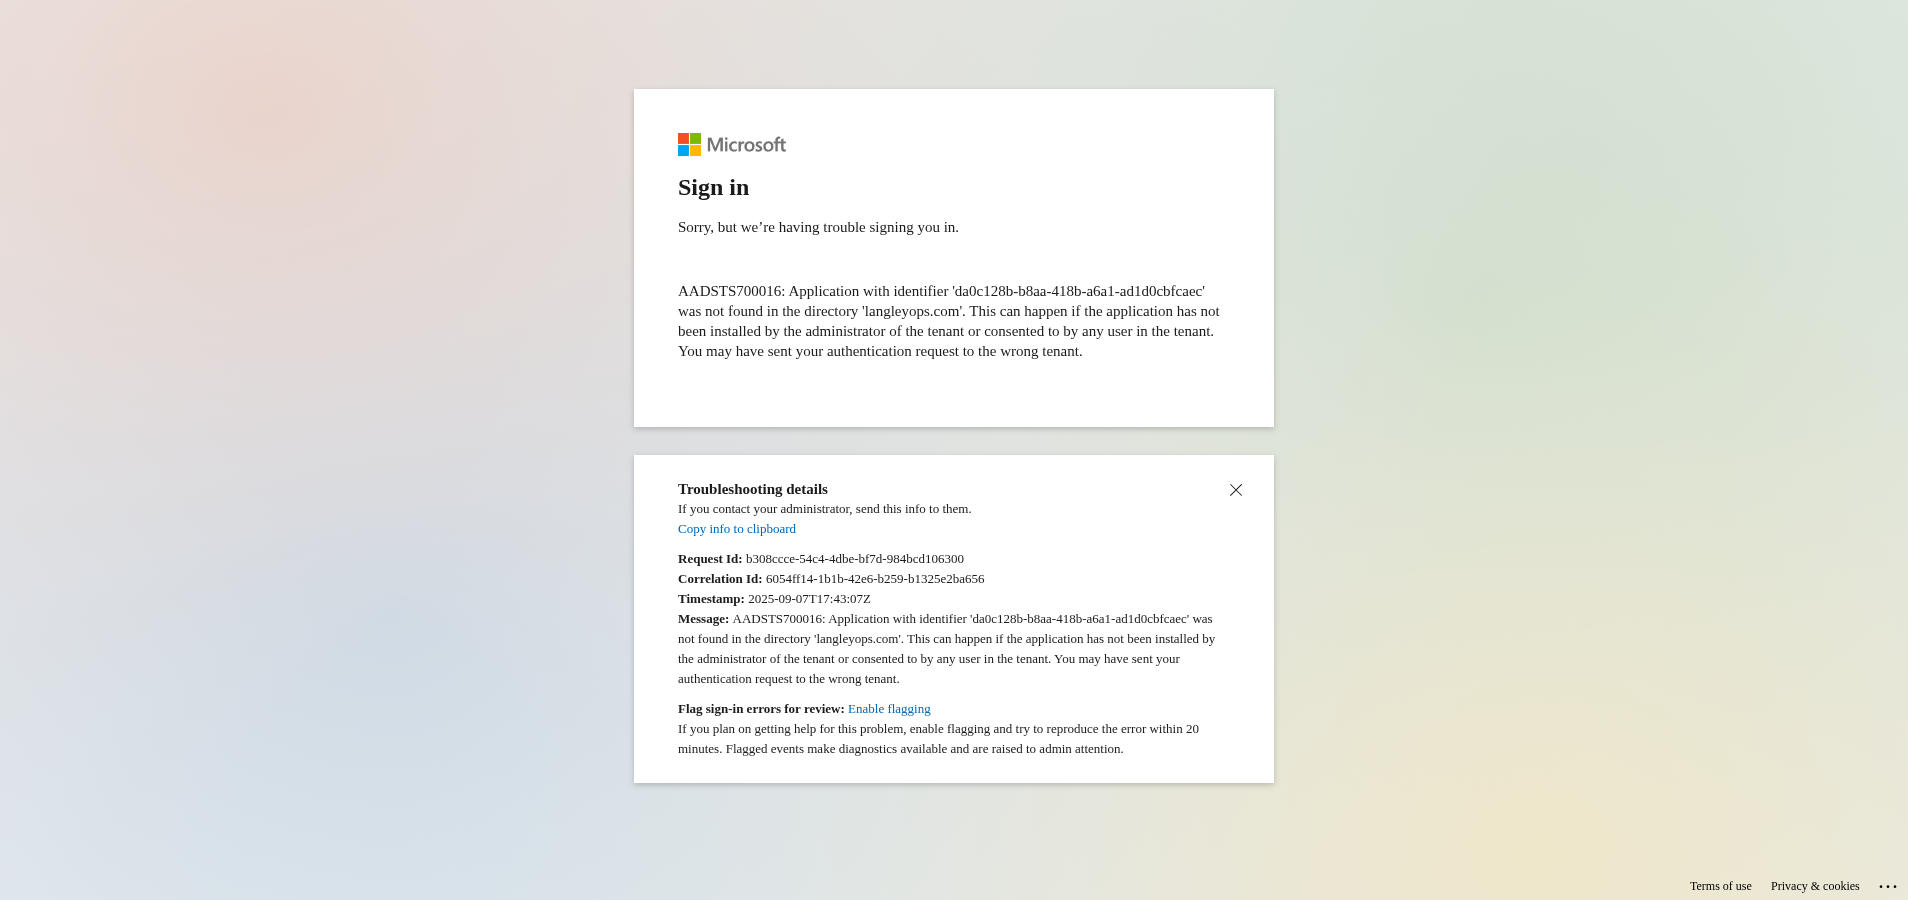 Microsoft
Sign in
Sorry, but we’re having trouble signing you in.
AADSTS700016: Application with identifier 'da0c128b-b8aa-418b-a6a1-ad1d0cbfcaec'
was not found in the directory 'langleyops.com'. This can happen if the application has not
been installed by the administrator of the tenant or consented to by any user in the tenant.
You may have sent your authentication request to the wrong tenant.
Troubleshooting details
If you contact your administrator, send this info to them.
Copy info to clipboard
Request Id: b308ccce-54c4-4dbe-bf7d-984bcd106300
Correlation Id: 6054ff14-1b1b-42e6-b259-b1325e2ba656
Timestamp: 2025-09-07T17:43:07Z
Message: AADSTS700016: Application with identifier 'da0c128b-b8aa-418b-a6a1-ad1d0cbfcaec' was
not found in the directory 'langleyops.com'. This can happen if the application has not been installed by
the administrator of the tenant or consented to by any user in the tenant. You may have sent your
authentication request to the wrong tenant.
Flag sign-in errors for review: Enable flagging
If you plan on getting help for this problem, enable flagging and try to reproduce the error within 20
minutes. Flagged events make diagnostics available and are raised to admin attention.
Terms of use Privacy & cookies ...